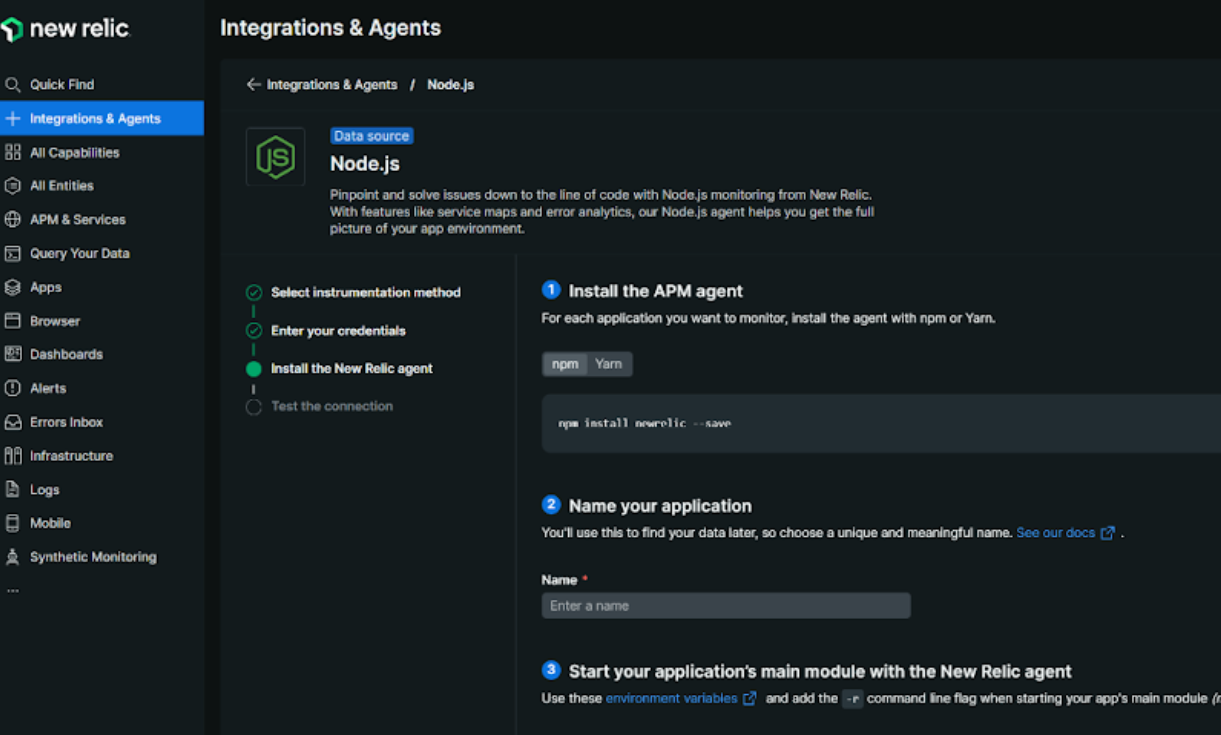 new relic
Quick Find
Integrations & Agents
All Capabilities
All Entities
APM & Services
Query Your Data
Apps
Browser
Dashboards
Alerts
Errors Inbox
Infrastructure
Logs
Mobile
Synthetic Monitoring
...
Integrations & Agents
Integrations & Agents / Node.js
JS
Data source
Node.js
Pinpoint and solve issues down to the line of code with Node.js monitoring from New Relic.
With features like service maps and error analytics, our Node.js agent helps you get the full
picture of your app environment.
Select instrumentation method
Enter your credentials
Install the New Relic agent
Test the connection
1 Install the APM agent
For each application you want to monitor, install the agent with npm or Yarn.
npm Yarn
npm install newrelic --save
2 Name your application
You'll use this to find your data later, so choose a unique and meaningful name. See our docs .
Name *
Enter a name
3 Start your application's main module with the New Relic agent
Use these environment variables and add the -r command line flag when starting your app's main module